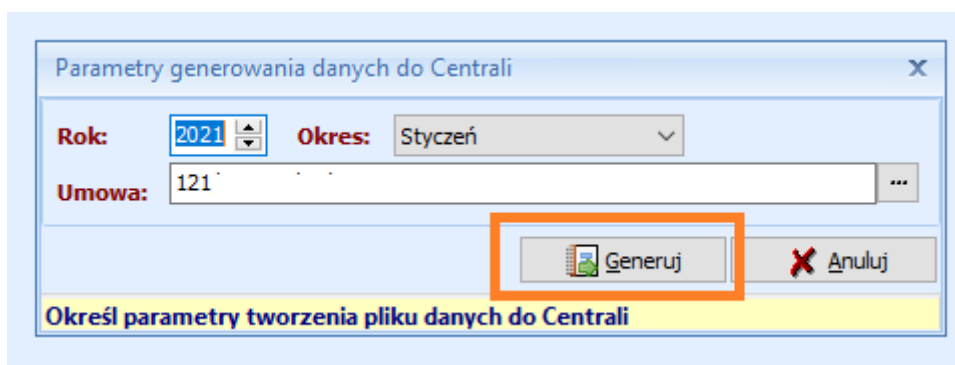 Parametry generowania danych do Centrali
Rok: 2021 Okres: Styczeń
Umowa: 121 ...
Generuj Anuluj
Określ parametry tworzenia pliku danych do Centrali